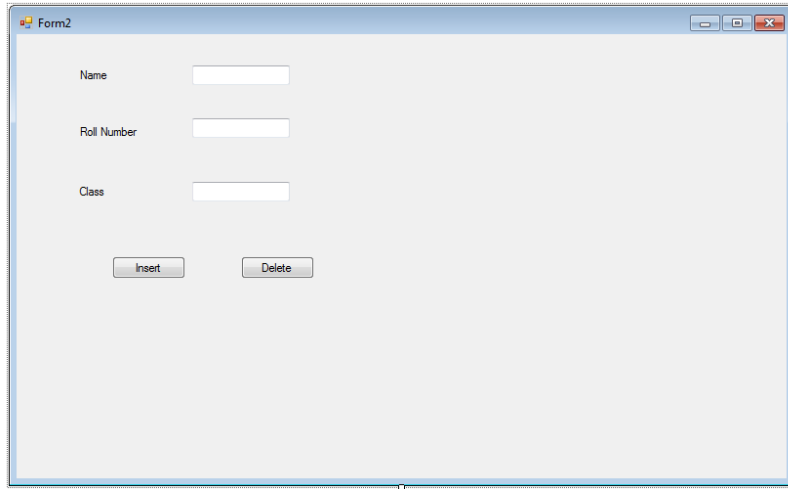 Form2
Name
Roll Number
Class
Insert Delete